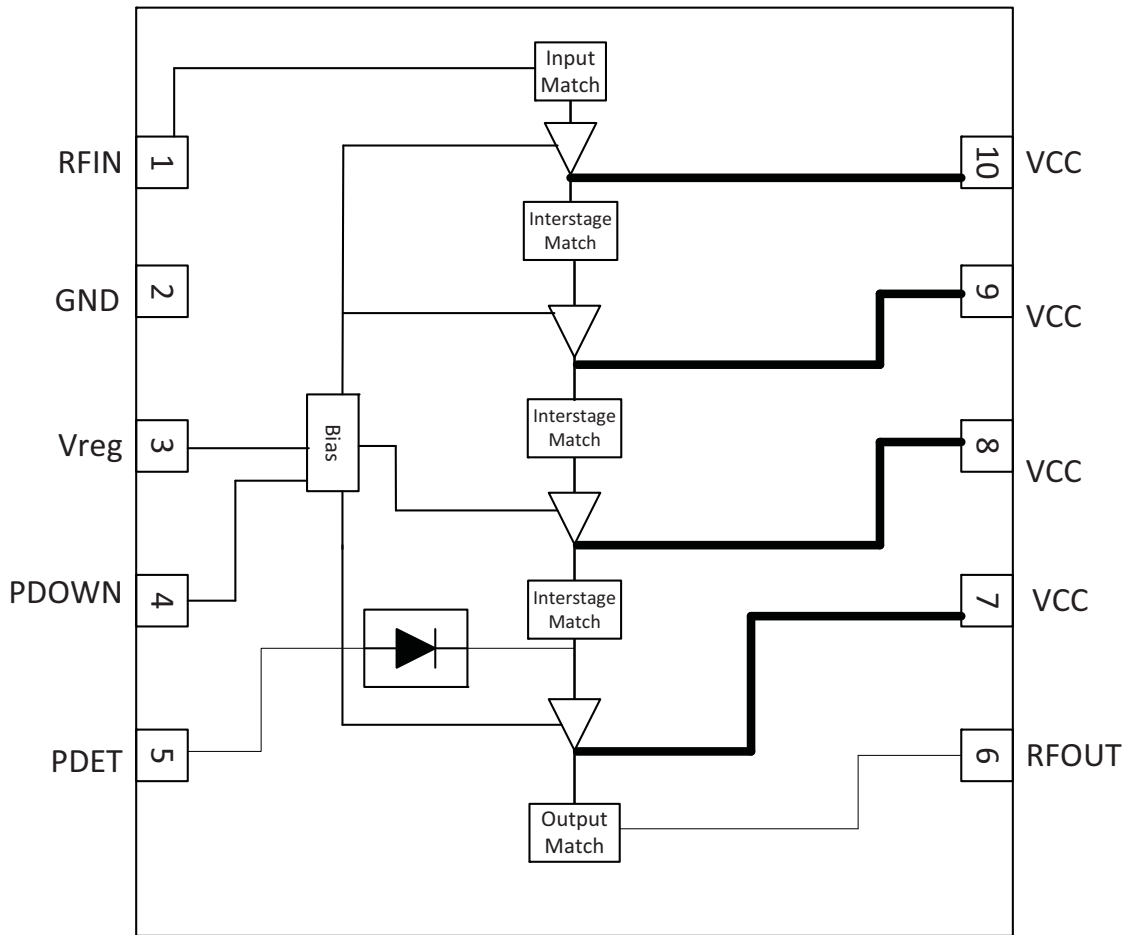 Input
Match
RFIN
1
10
VCC
Interstage
Match
GND
2
9
VCC
Interstage
Match
Vreg
3
Bias
8
VCC
PDOWN
4
Interstage
Match
7
VCC
PDET
5
6
RFOUT
Output
Match